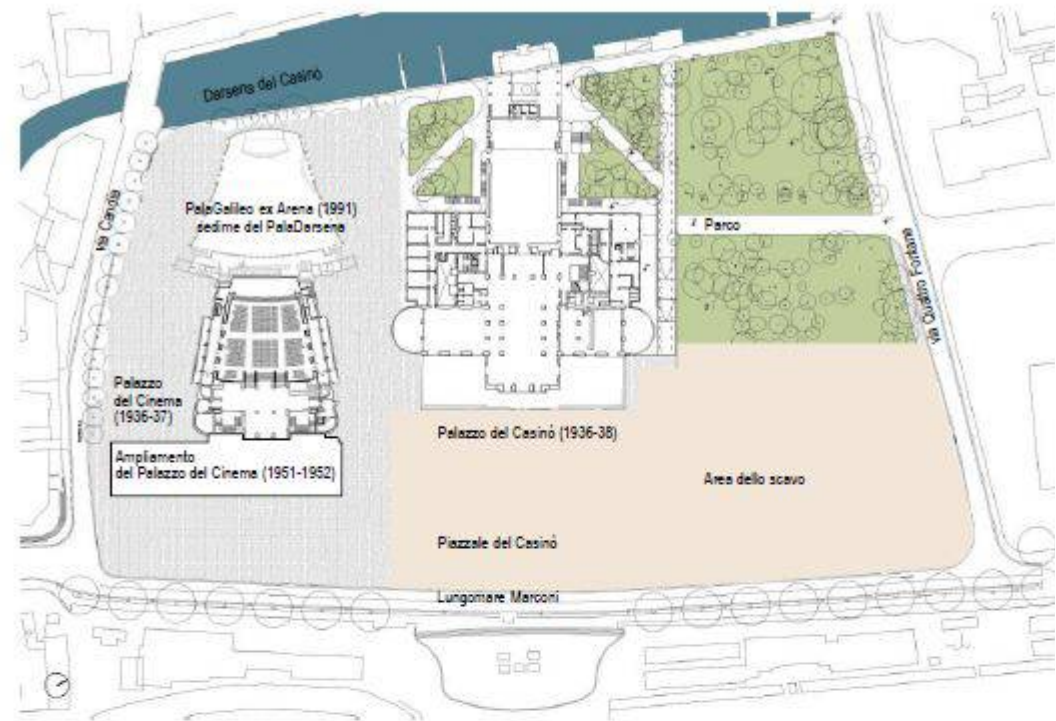 Darsena del Casinò
via Candia
PalaGalileo ex Arena (1991)
sedime del PalaDarsena
Parco
via Quattro Fontane
Palazzo
del Cinema
(1936-37)
Palazzo del Casinó (1936-38)
Ampliamento
del Palazzo del Cinema (1951-1952)
Area dello scavo
Piazzale del Casinó
Lungomare Marconi